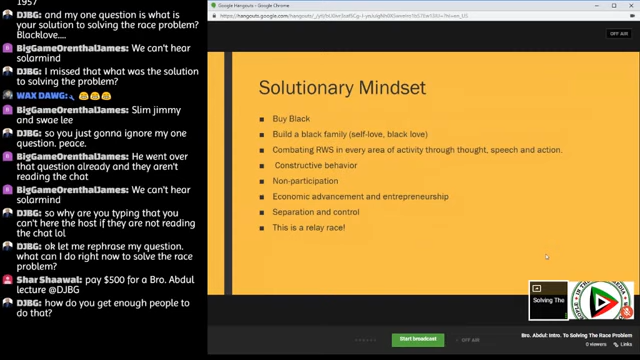 1957
DJBG: And my one question is what is
your solution to solving the race problem?
Blacklove....
BigGameOrenthalJames: We can't hear
solarmind
DJBG: I missed that what was the solution
to solving the problem?
WAX DAWG:
BigGameOrenthalJames: Slim jimmy
and swae lee
DJBG: so you just gonna ignore my one
question. peace.
BigGameOrenthalJames: He went over
that question already and they aren't
reading the chat
BigGameOrenthalJames: We can't hear
solarmind
DJBG: so why are you typing that you
can't here the host if they are not reading
the chat lol
DJBG: ok let me rephrase my question.
what can I do right now to solve the race
problem?
Shar Shaawal: pay $500 for a Bro. Abdul
lecture @DJBG
DJBG: how do you get enough people to
do that?
Google Hangouts - Google Chrome
OFF AIR
Solutionary Mindset
■ Buy Black
■ Build a black family (self-love, black love)
■ Combating RWS in every area of activity through thought, speech and action.
■ Constructive behavior
■ Non-participation
■ Economic advancement and entrepreneurship
■ Separation and control
■ This is a relay race!
Solving The
Start broadcast
OFF AIR
Bro. Abdul: Intro. To Solving The Race Problem
0 viewers
Links